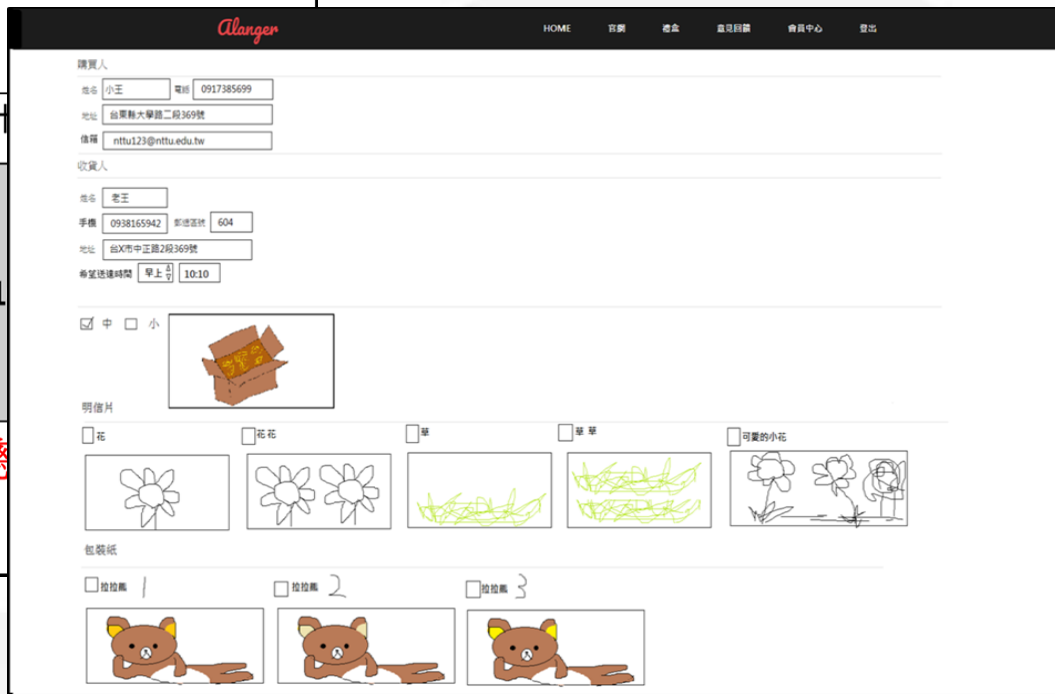 Alanger HOME 官網 禮盒 意見回饋 會員中心 登出
購買人
姓名 小王 電話 0917385699
地址 台東縣大學路二段369號
信箱 nttu123@nttu.edu.tw
收貨人
姓名 老王
手機 0938165942 郵遞區號 604
地址 台X市中正路2段369號
希望送達時間 早上 10:10
中 小
明信片
花 花花 草 草 草 可愛的小花
包裝紙
拉拉熊 1 拉拉熊 2 拉拉熊 3